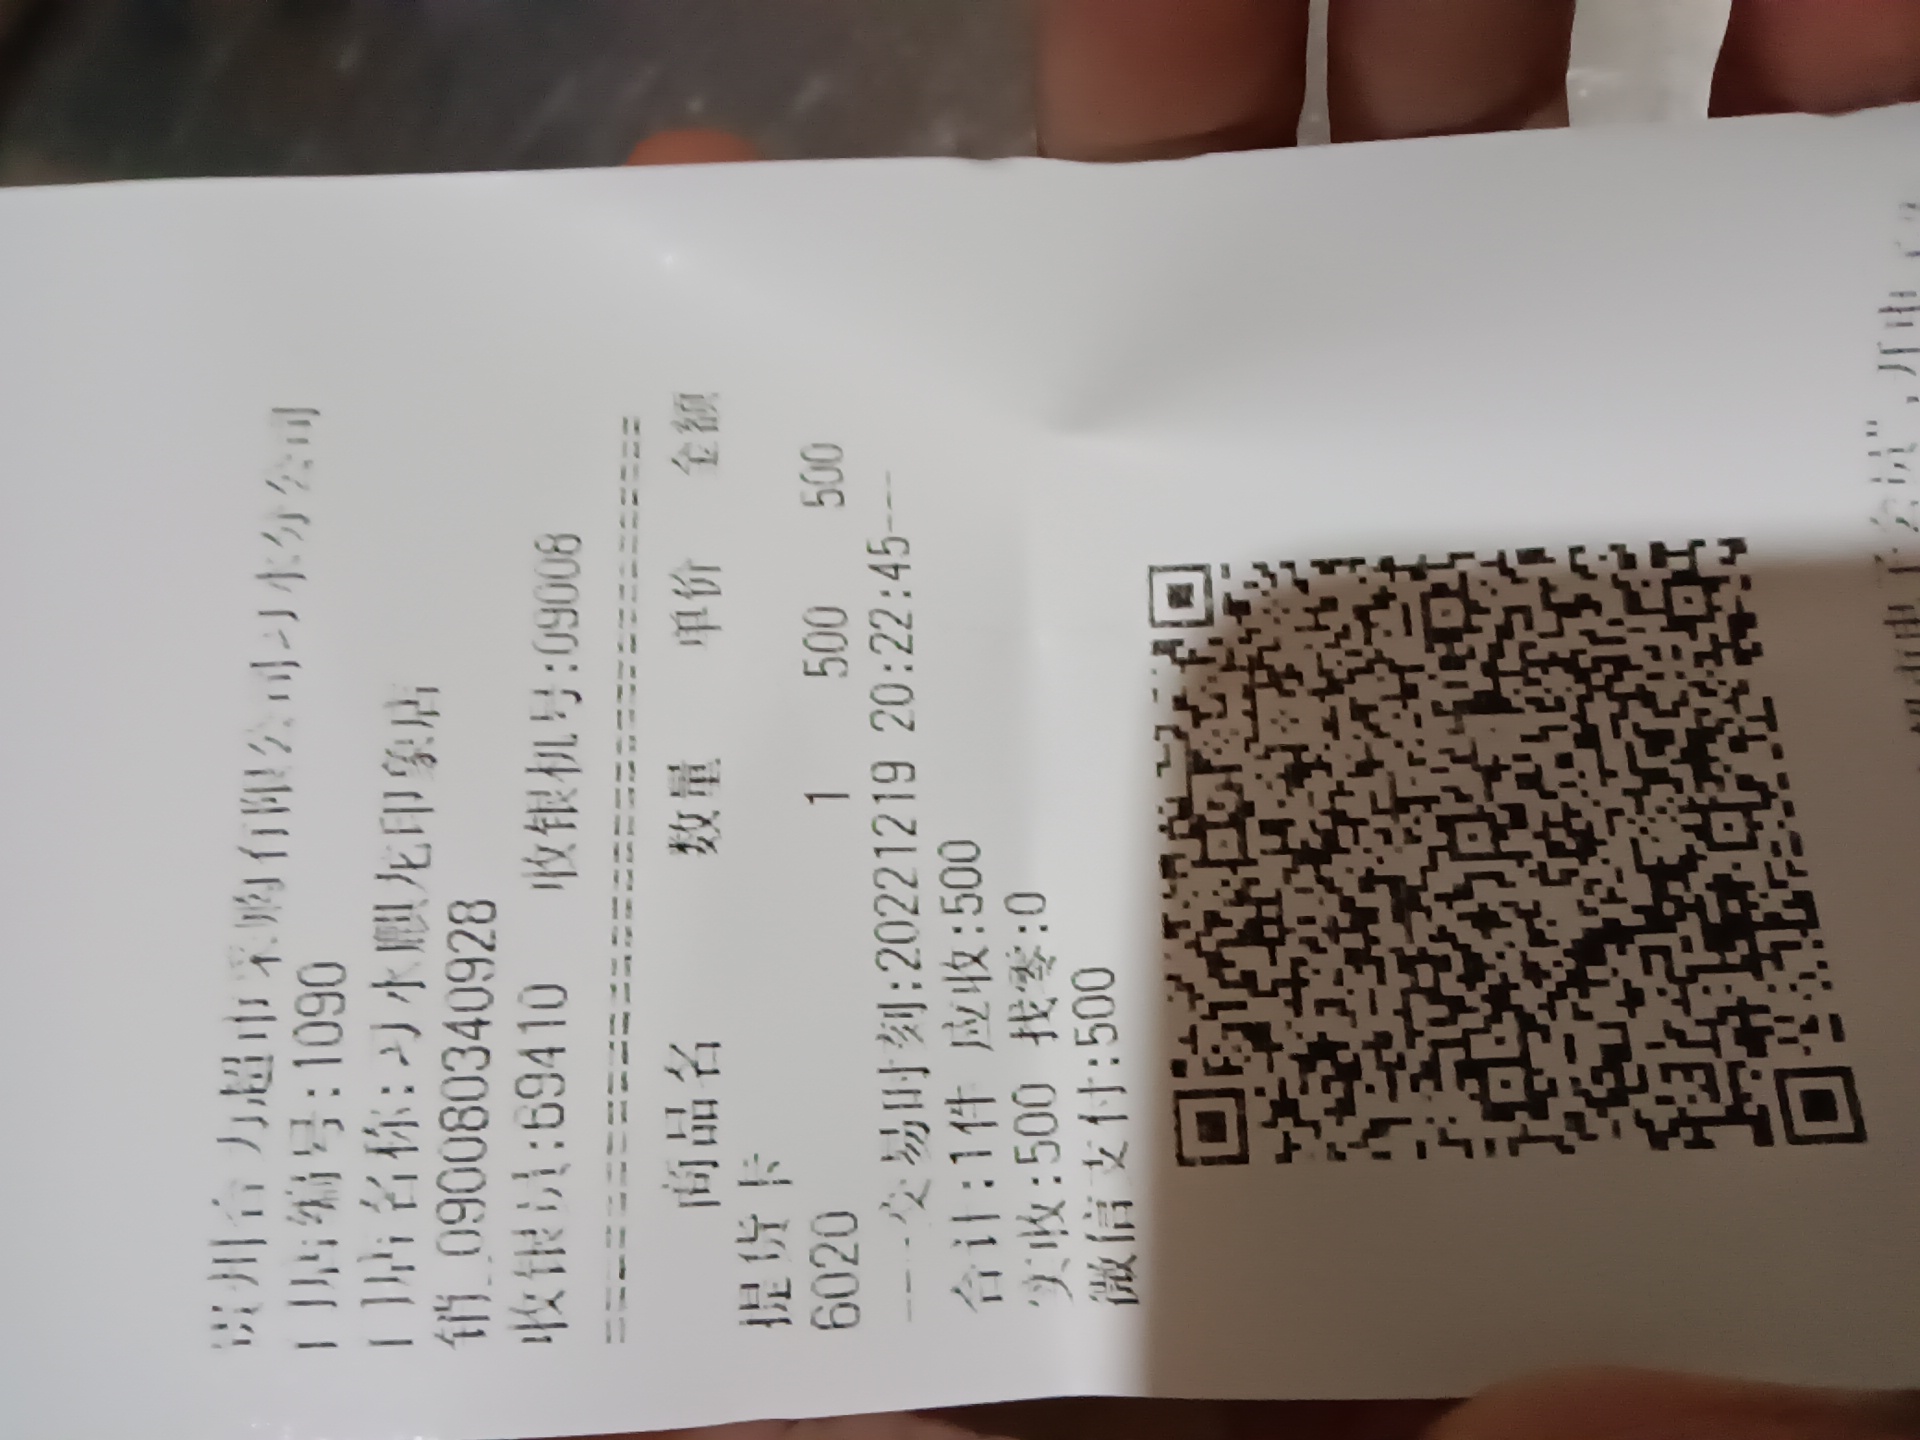 贵州合力超市采购有限公司习水分公司
门店编号:1090
门店名称:习水麒龙印象店
销_090080340928
收银员:69410 收银机号:09008
商品名 数量 单价 金额
提货卡
6020 1 500 500
----交易时刻:20221219 20:22:45---
合计:1件 应收:500
实收:500 找零:0
微信支付:500